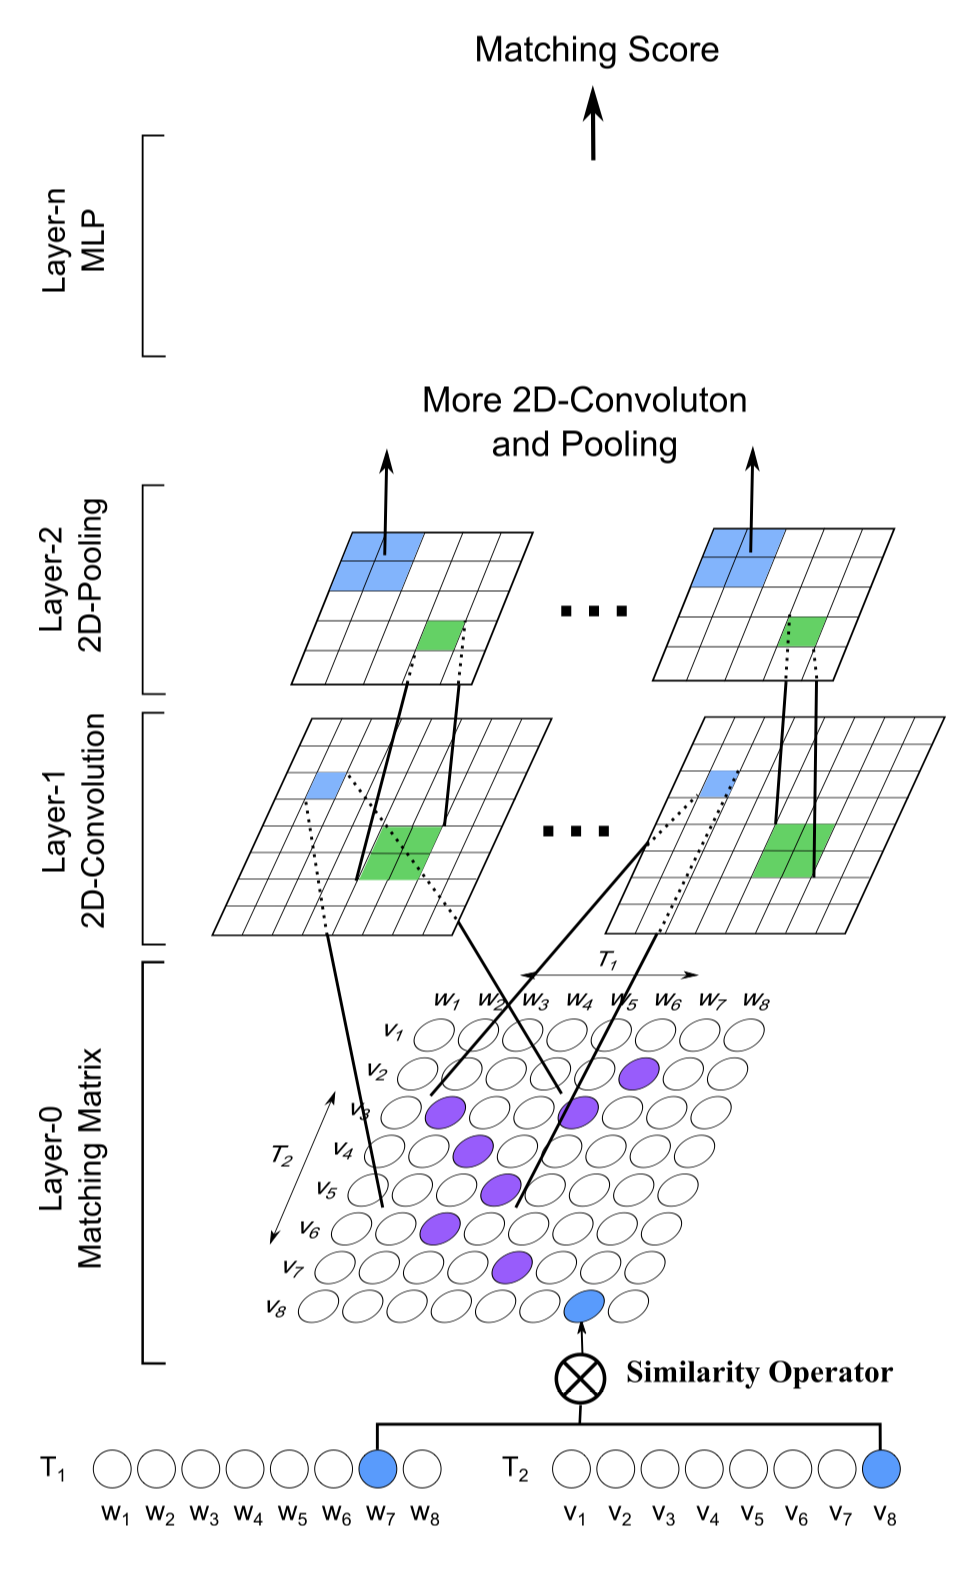 Matching Score
Layer-n
MLP
More 2D-Convoluton
and Pooling
Layer-2
2D-Pooling
Layer-1
2D-Convolution
Layer-0
Matching Matrix
T1
w1 w2 w3 w4 w5 w6 w7 w8
v1
v2
v3
v4
v5
v6
v7
v8
T2
Similarity Operator
T1
w1 w2 w3 w4 w5 w6 w7 w8
T2
v1 v2 v3 v4 v5 v6 v7 v8